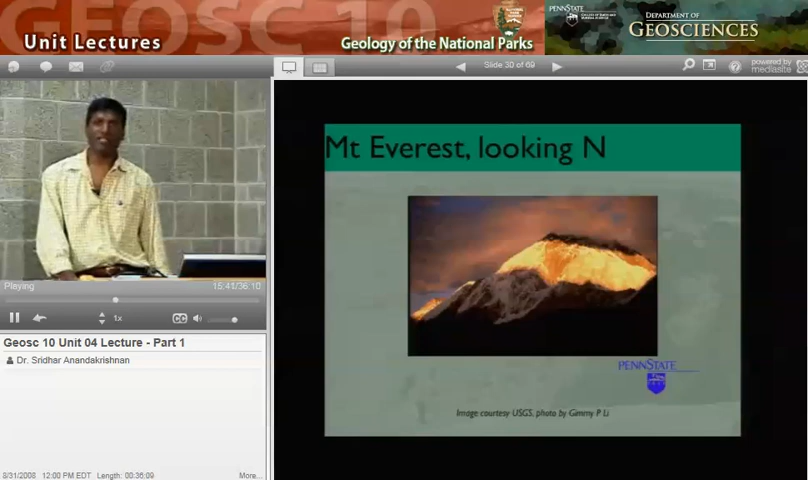 GEOSC 10
Unit Lectures
Geology of the National Parks
PENNSTATE
DEPARTMENT OF
GEOSCIENCES
Slide 30 of 69
powered by
mediasite
Mt Everest, looking N
PENNSTATE
Image courtesy USGS, photo by Gimmy P Li
Playing
15:41/36:10
1x
CC
Geosc 10 Unit 04 Lecture - Part 1
Dr. Sridhar Anandakrishnan
8/31/2008 12:00 PM EDT Length: 00:36:09
More...